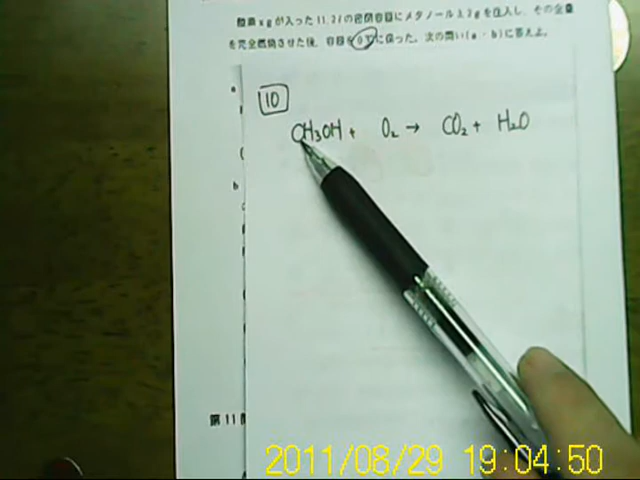 酸素xgが入った11.2lの密閉容器にメタノール3.2gを注入し、その全量
を完全燃焼させた後、容器を0℃に保った。次の問い(a・b)に答えよ。
a
10
CH₃OH + O₂ → CO₂ + H₂O
b
第11問
2011/08/29 19:04:50